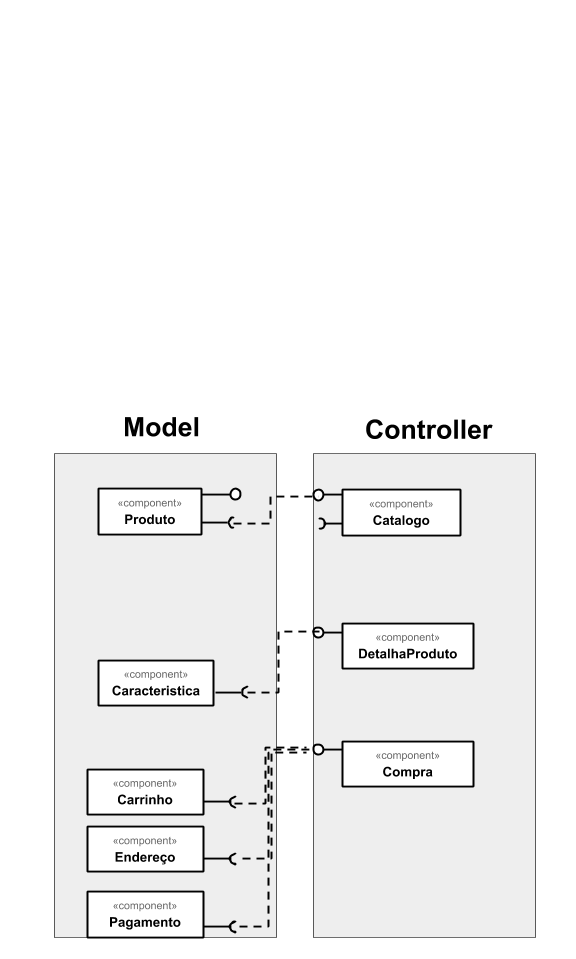 Model
Controller
«component»
Produto
«component»
Catalogo
«component»
DetalhaProduto
«component»
Caracteristica
«component»
Compra
«component»
Carrinho
«component»
Endereço
«component»
Pagamento